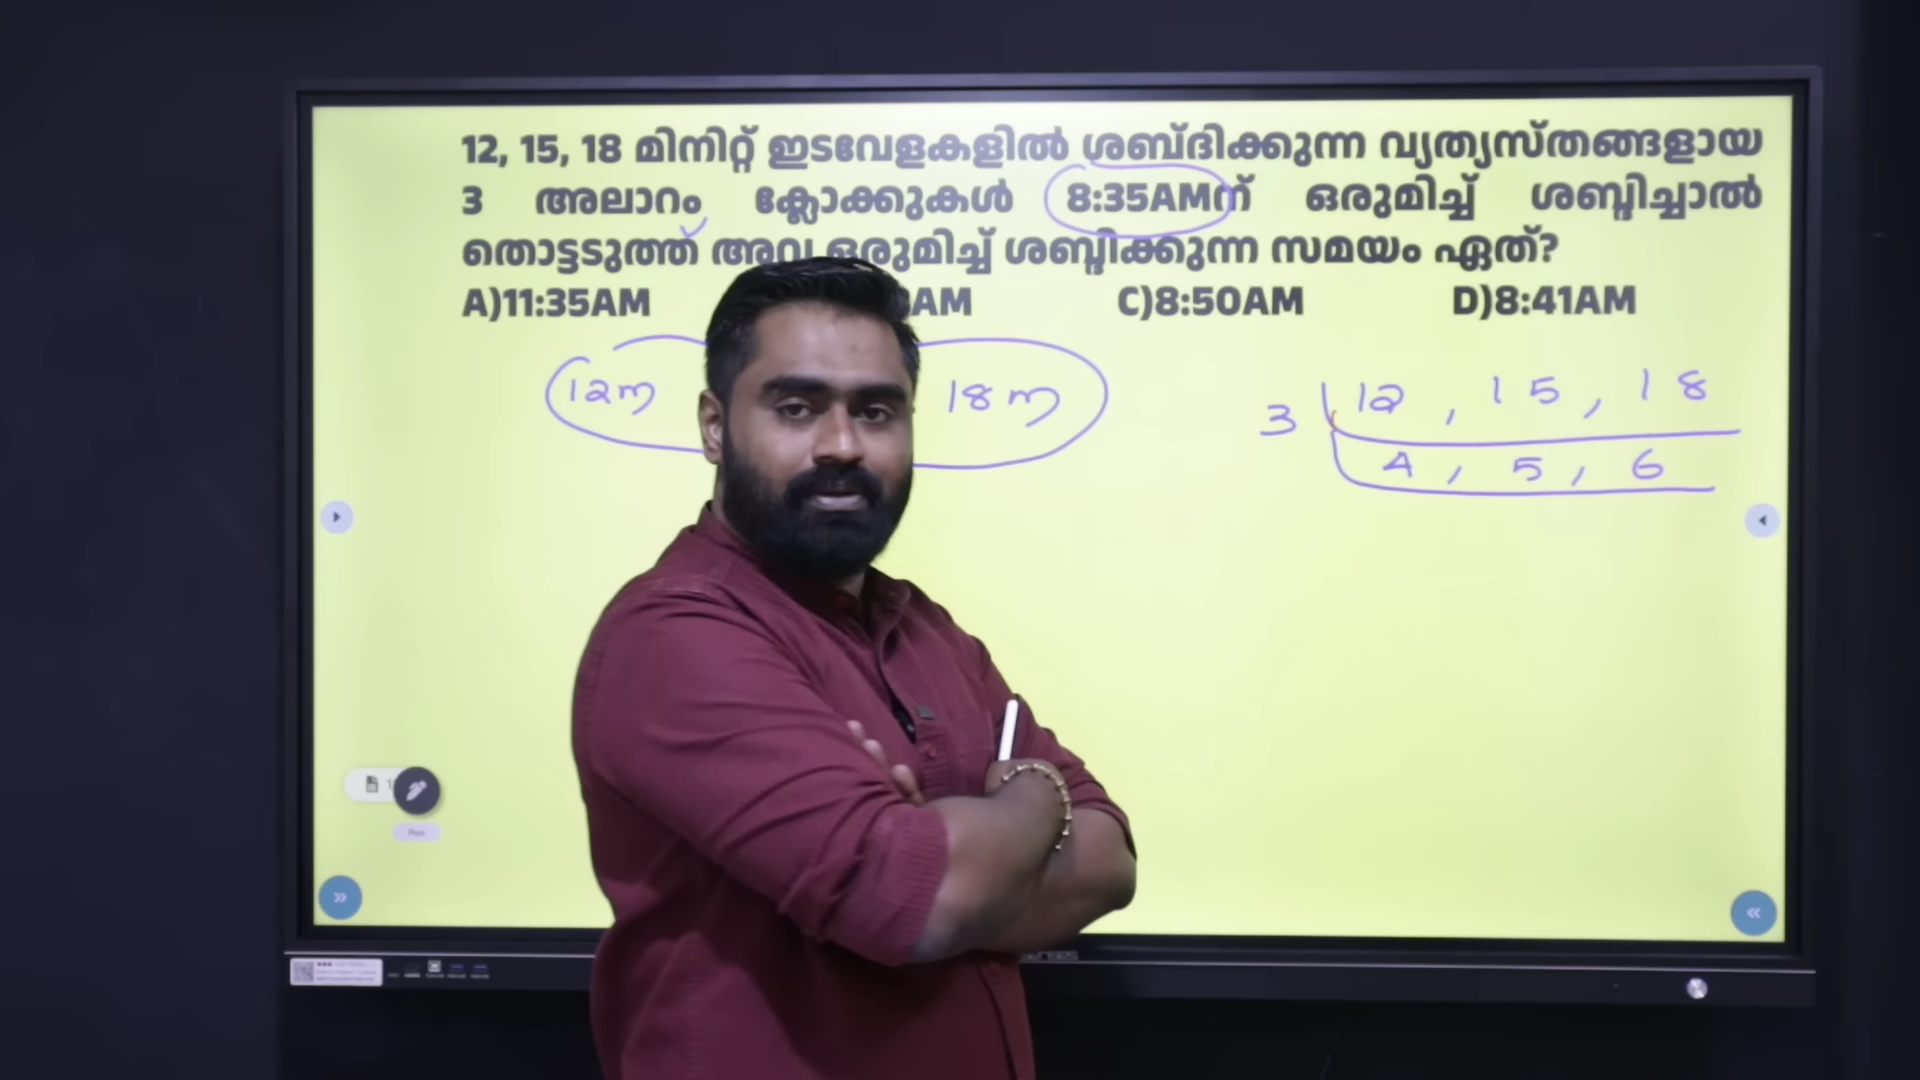 12, 15, 18 മിനിറ്റ് ഇടവേളകളിൽ ശബ്ദിക്കുന്ന വ്യത്യസ്തങ്ങളായ
3 അലാറം ക്ലോക്കുകൾ 8:35AMന് ഒരുമിച്ച് ശബ്ദിച്ചാൽ
തൊട്ടടുത്ത് അവ ഒരുമിച്ച് ശബ്ദിക്കുന്ന സമയം ഏത്?
A)11:35AM AM C)8:50AM D)8:41AM
12m 18m
3 12, 15, 18
4, 5, 6
Pen